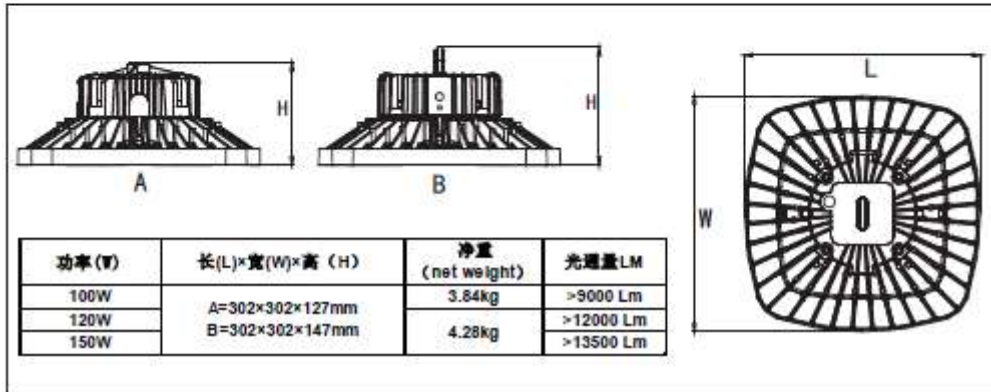 L
H
H
W
A
B
功率(W) 长(L)×宽(W)×高（H） 净重 光通量LM
(net weight)
100W A=302×302×127mm 3.84kg >9000 Lm
120W B=302×302×147mm 4.28kg >12000 Lm
150W >13500 Lm